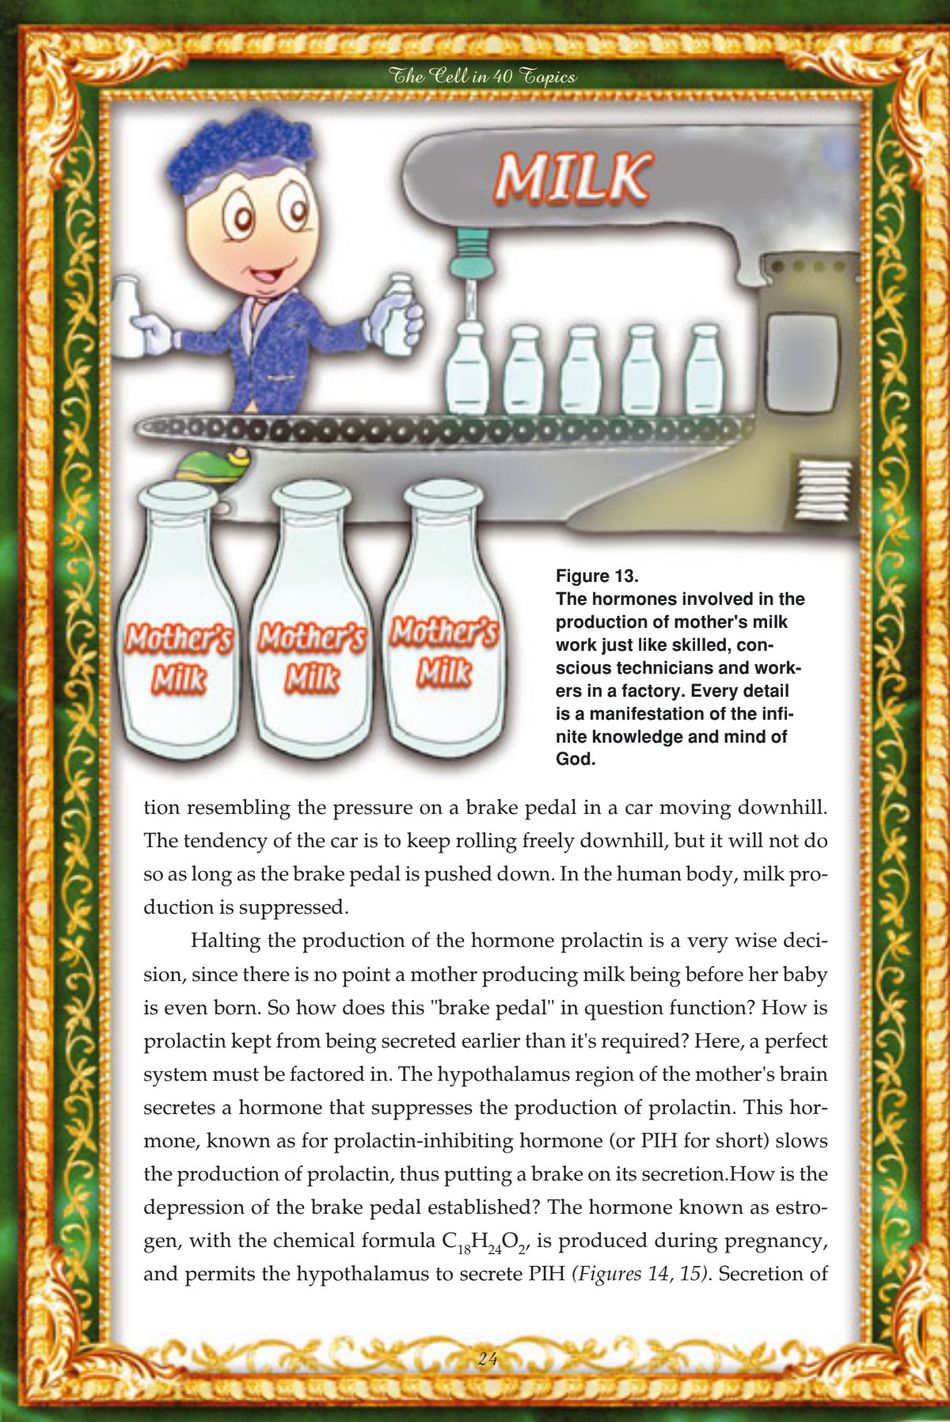 The Cell in 40 Topics
MILK
Mother's
Milk
Mother's
Milk
Mother's
Milk
Figure 13.
The hormones involved in the
production of mother's milk
work just like skilled, con-
scious technicians and work-
ers in a factory. Every detail
is a manifestation of the infi-
nite knowledge and mind of
God.
tion resembling the pressure on a brake pedal in a car moving downhill.
The tendency of the car is to keep rolling freely downhill, but it will not do
so as long as the brake pedal is pushed down. In the human body, milk pro-
duction is suppressed.
Halting the production of the hormone prolactin is a very wise deci-
sion, since there is no point a mother producing milk being before her baby
is even born. So how does this "brake pedal" in question function? How is
prolactin kept from being secreted earlier than it's required? Here, a perfect
system must be factored in. The hypothalamus region of the mother's brain
secretes a hormone that suppresses the production of prolactin. This hor-
mone, known as for prolactin-inhibiting hormone (or PIH for short) slows
the production of prolactin, thus putting a brake on its secretion.How is the
depression of the brake pedal established? The hormone known as estro-
gen, with the chemical formula C₁₈H₂₄O₂, is produced during pregnancy,
and permits the hypothalamus to secrete PIH (Figures 14, 15). Secretion of
24